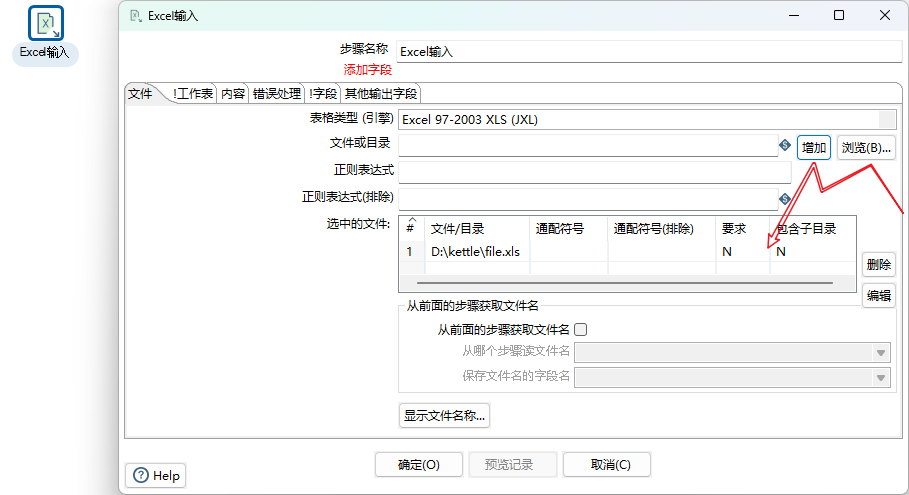 Excel输入
Excel输入
步骤名称 Excel输入
添加字段
文件 !工作表 内容 错误处理 !字段 其他输出字段
表格类型 (引擎) Excel 97-2003 XLS (JXL)
文件或目录 增加 浏览(B)...
正则表达式
正则表达式(排除)
选中的文件:
# 文件/目录 通配符号 通配符号(排除) 要求 包含子目录
1 D:\kettle\file.xls N N
删除
编辑
从前面的步骤获取文件名
从前面的步骤获取文件名
从哪个步骤读文件名
保存文件名的字段名
显示文件名称...
Help 确定(O) 预览记录 取消(C)